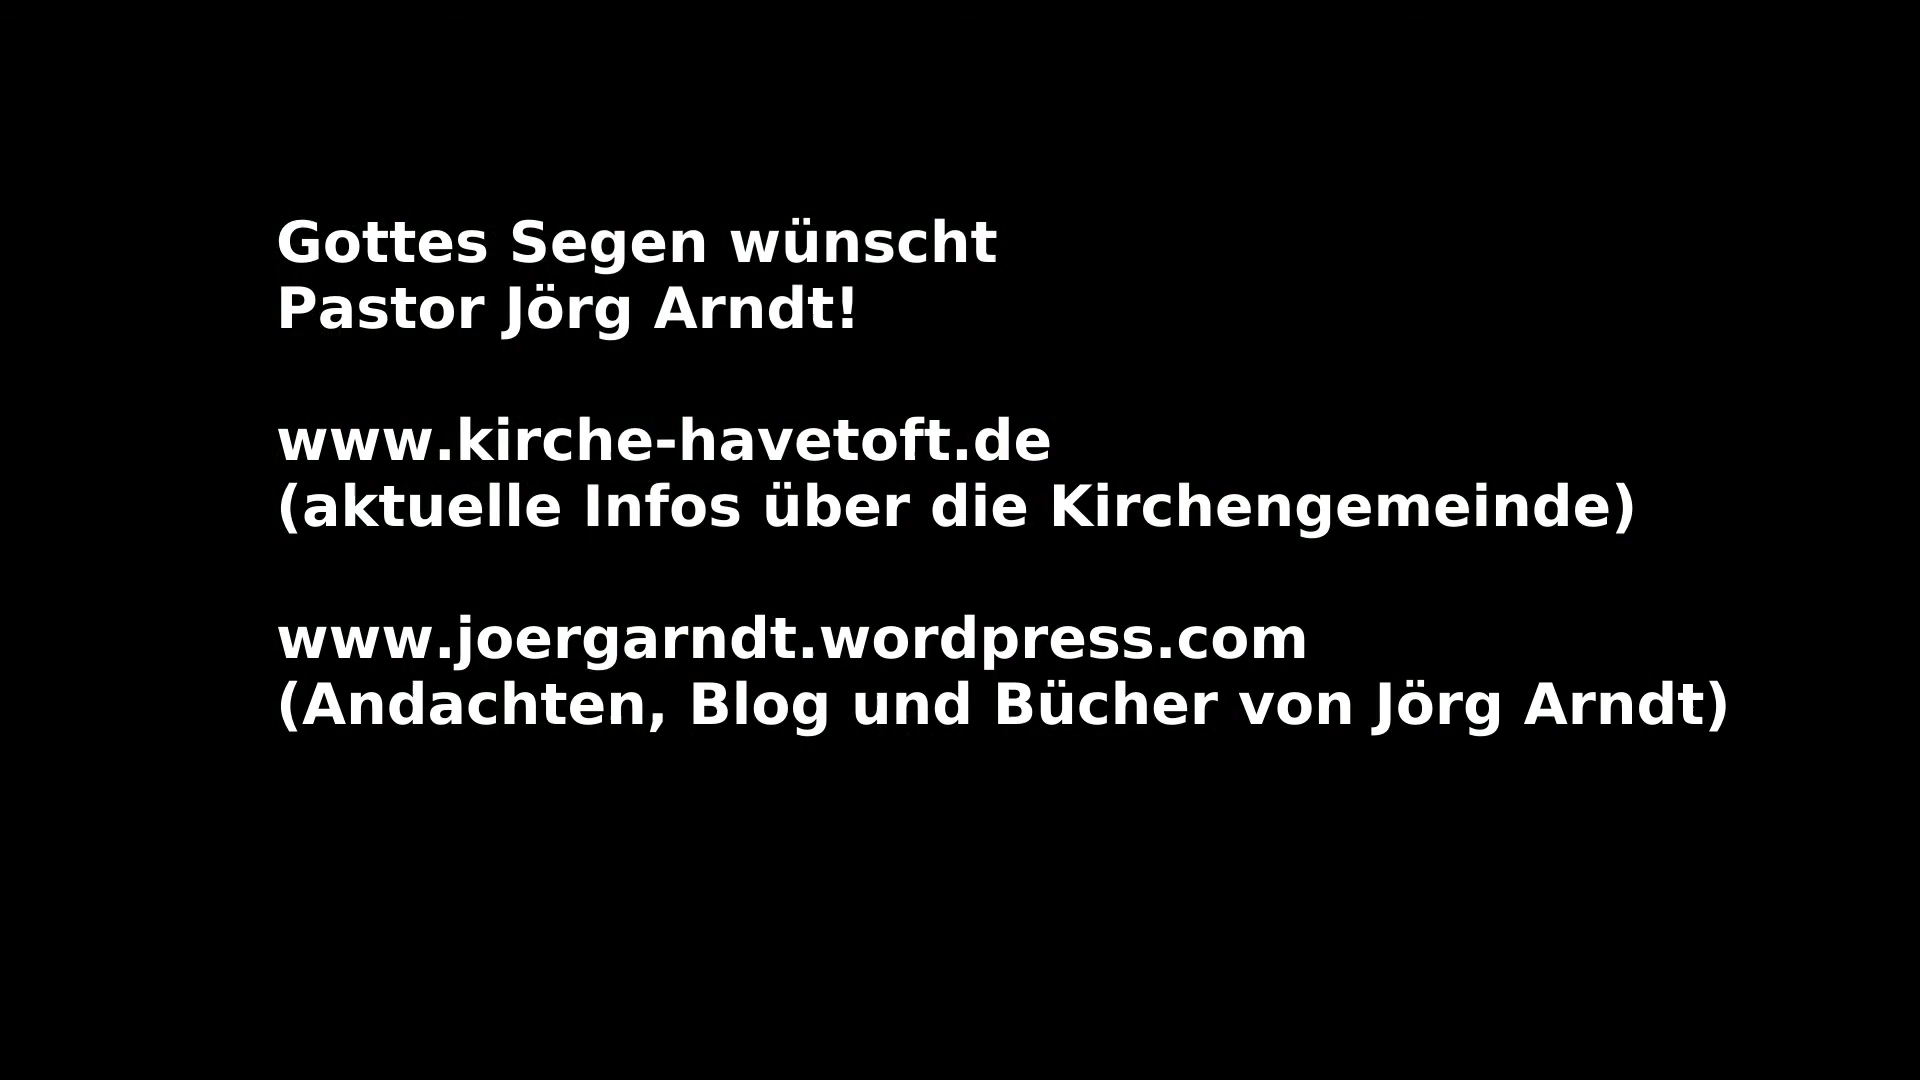 Gottes Segen wünscht
Pastor Jörg Arndt!
www.kirche-havetoft.de
(aktuelle Infos über die Kirchengemeinde)
www.joergarndt.wordpress.com
(Andachten, Blog und Bücher von Jörg Arndt)